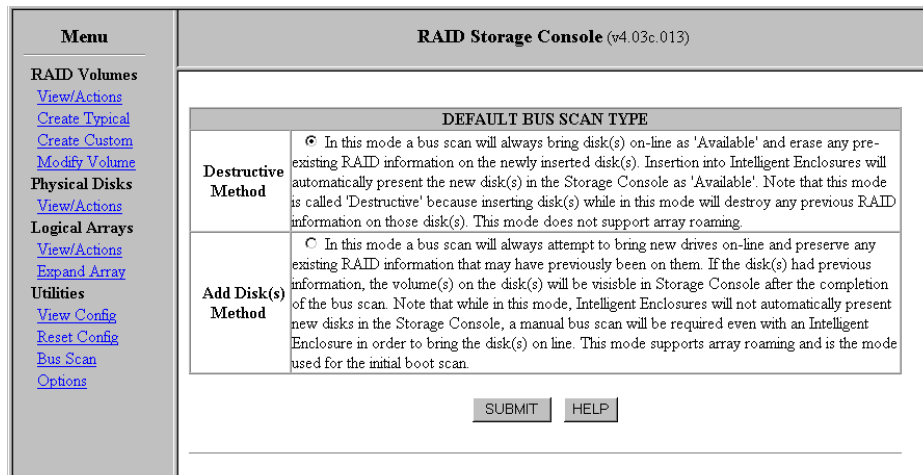 Menu
RAID Volumes
View/Actions
Create Typical
Create Custom
Modify Volume
Physical Disks
View/Actions
Logical Arrays
View/Actions
Expand Array
Utilities
View Config
Reset Config
Bus Scan
Options
RAID Storage Console (v4.03c.013)
DEFAULT BUS SCAN TYPE
Destructive
Method
In this mode a bus scan will always bring disk(s) on-line as 'Available' and erase any pre-
existing RAID information on the newly inserted disk(s). Insertion into Intelligent Enclosures will
automatically present the new disk(s) in the Storage Console as 'Available'. Note that this mode
is called 'Destructive' because inserting disk(s) while in this mode will destroy any previous RAID
information on those disk(s). This mode does not support array roaming.
Add Disk(s)
Method
In this mode a bus scan will always attempt to bring new drives on-line and preserve any
existing RAID information that may have previously been on them. If the disk(s) had previous
information, the volume(s) on the disk(s) will be visisble in Storage Console after the completion
of the bus scan. Note that while in this mode, Intelligent Enclosures will not automatically present
new disks in the Storage Console, a manual bus scan will be required even with an Intelligent
Enclosure in order to bring the disk(s) on line. This mode supports array roaming and is the mode
used for the initial boot scan.
SUBMIT
HELP